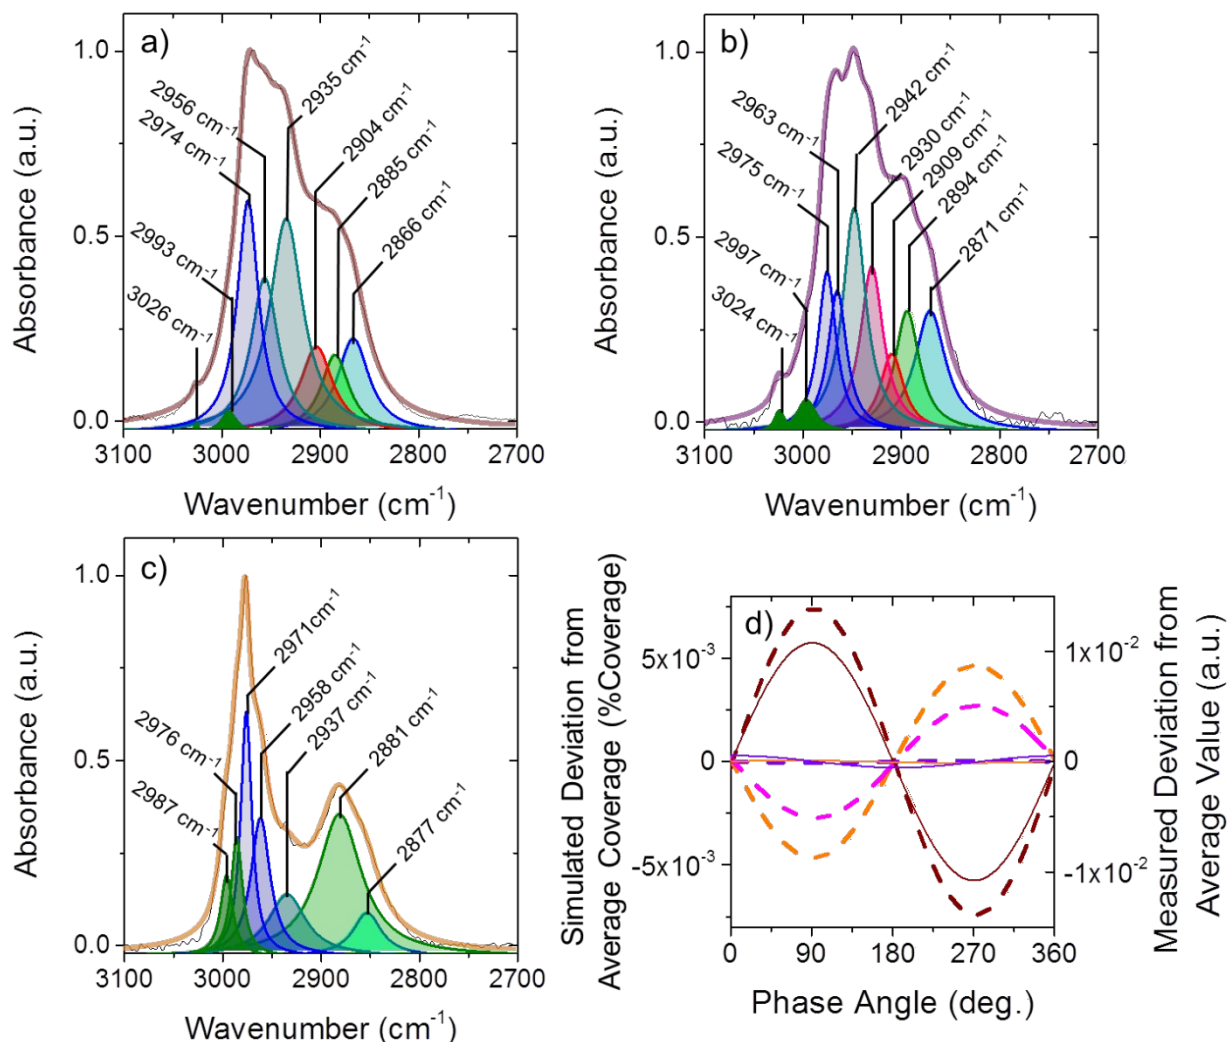 a)
1.0
0.5
0.0
Absorbance (a.u.)
2956 cm⁻¹
2974 cm⁻¹
2993 cm⁻¹
3026 cm⁻¹
2935 cm⁻¹
2904 cm⁻¹
2885 cm⁻¹
2866 cm⁻¹
3100 3000 2900 2800 2700
Wavenumber (cm⁻¹)
b)
1.0
0.5
0.0
Absorbance (a.u.)
2963 cm⁻¹
2975 cm⁻¹
2997 cm⁻¹
3024 cm⁻¹
2942 cm⁻¹
2930 cm⁻¹
2909 cm⁻¹
2894 cm⁻¹
2871 cm⁻¹
3100 3000 2900 2800 2700
Wavenumber (cm⁻¹)
c)
1.0
0.5
0.0
Absorbance (a.u.)
2976 cm⁻¹
2987 cm⁻¹
2971cm⁻¹
2958 cm⁻¹
2937 cm⁻¹
2881 cm⁻¹
2877 cm⁻¹
3100 3000 2900 2800 2700
Wavenumber (cm⁻¹)
d)
Simulated Deviation from
Average Coverage (%Coverage)
5x10⁻³
0
-5x10⁻³
1x10⁻²
0
-1x10⁻²
Measured Deviation from
Average Value (a.u.)
0 90 180 270 360
Phase Angle (deg.)